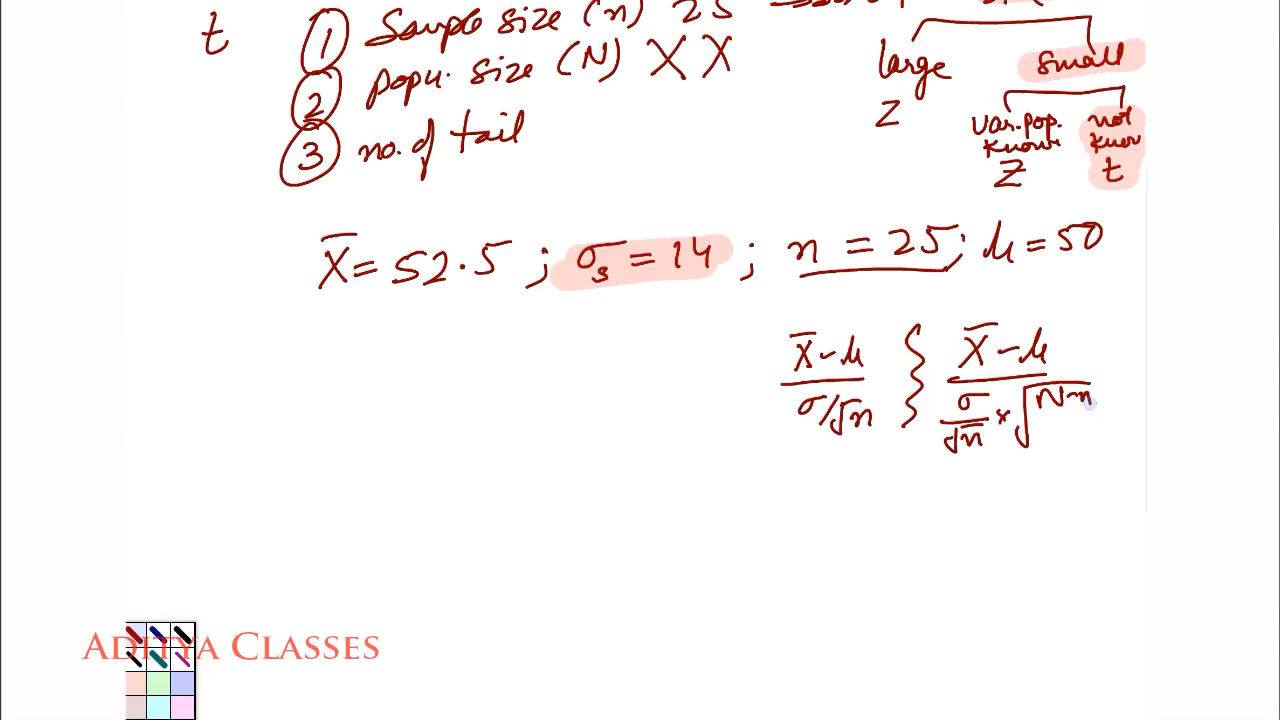 t
① Sample size (n) 25
② popu. size (N) X X
③ no. of tail
large
small
Z
Var. pop. known
Z
not know
t
X̄ = 52.5 ; σs = 14 ; n = 25 ; μ = 50
X̄ - μ / σ/√n } X̄ - μ / σ/√n × √N-n
ADITYA CLASSES